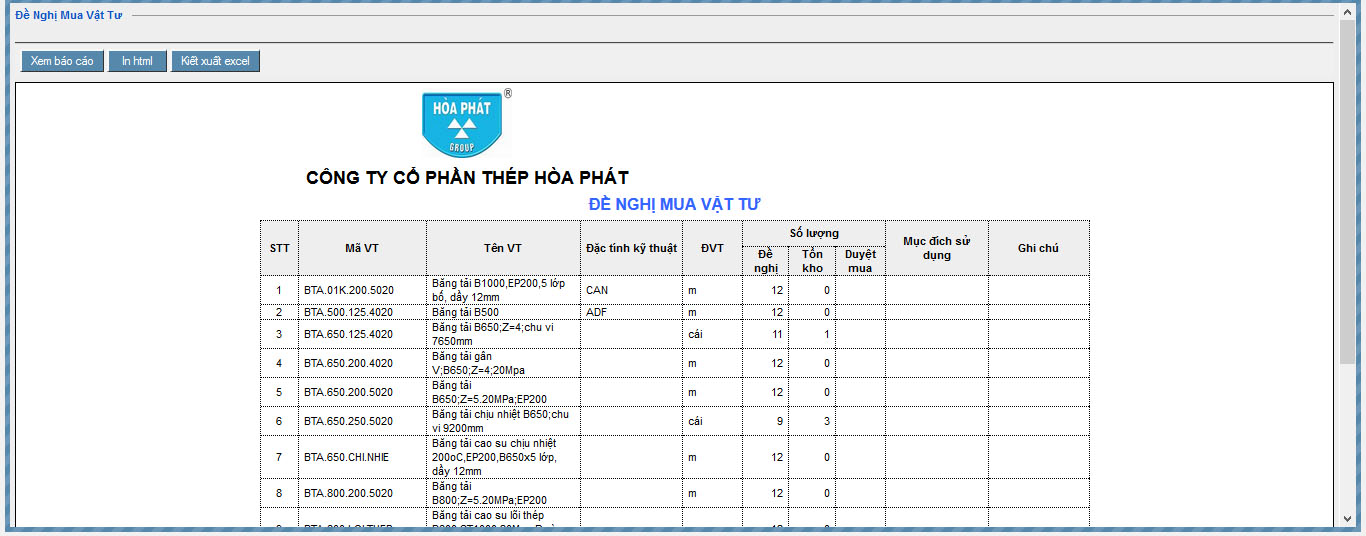 Đề Nghị Mua Vật Tư
Xem báo cáo In html Kiết xuất excel
HÒA PHÁT ®
GROUP
CÔNG TY CỔ PHẦN THÉP HÒA PHÁT
ĐỀ NGHỊ MUA VẬT TƯ
STT Mã VT Tên VT Đặc tính kỹ thuật ĐVT Số lượng Mục đích sử dụng Ghi chú
Đề nghị Tồn kho Duyệt mua
1 BTA.01K.200.5020 Băng tải B1000,EP200,5 lớp
bố, dầy 12mm CAN m 12 0
2 BTA.500.125.4020 Băng tải B500 ADF m 12 0
3 BTA.650.125.4020 Băng tải B650;Z=4;chu vi
7650mm cái 11 1
4 BTA.650.200.4020 Băng tải gân
V;B650;Z=4;20Mpa m 12 0
5 BTA.650.200.5020 Băng tải
B650;Z=5.20MPa;EP200 m 12 0
6 BTA.650.250.5020 Băng tải chịu nhiệt B650;chu
vi 9200mm cái 9 3
7 BTA.650.CHI.NHIE Băng tải cao su chịu nhiệt
200oC,EP200,B650x5 lớp,
dầy 12mm m 12 0
8 BTA.800.200.5020 Băng tải
B800;Z=5.20MPa;EP200 m 12 0
Băng tải cao su lõi thép